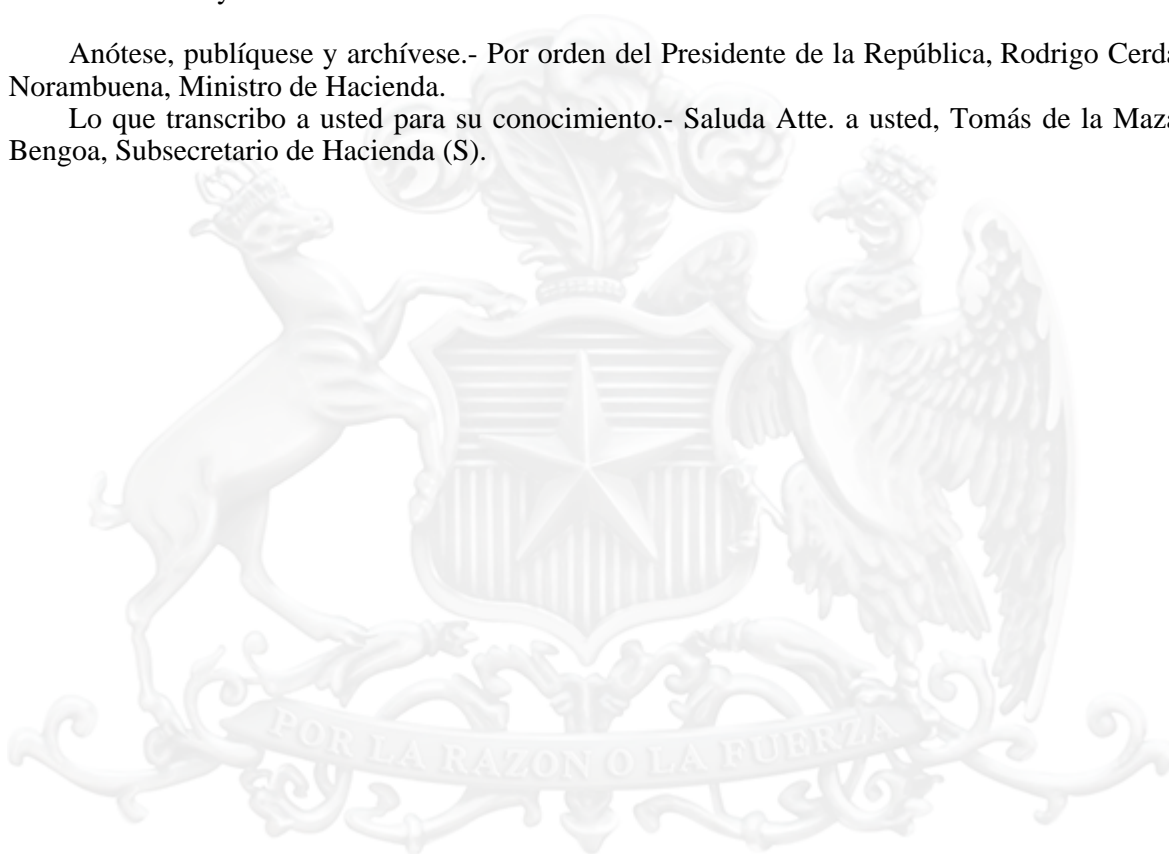 Anótese, publíquese y archívese.- Por orden del Presidente de la República, Rodrigo Cerda
Norambuena, Ministro de Hacienda.
Lo que transcribo a usted para su conocimiento.- Saluda Atte. a usted, Tomás de la Maza
Bengoa, Subsecretario de Hacienda (S).
POR LA RAZON O LA FUERZA